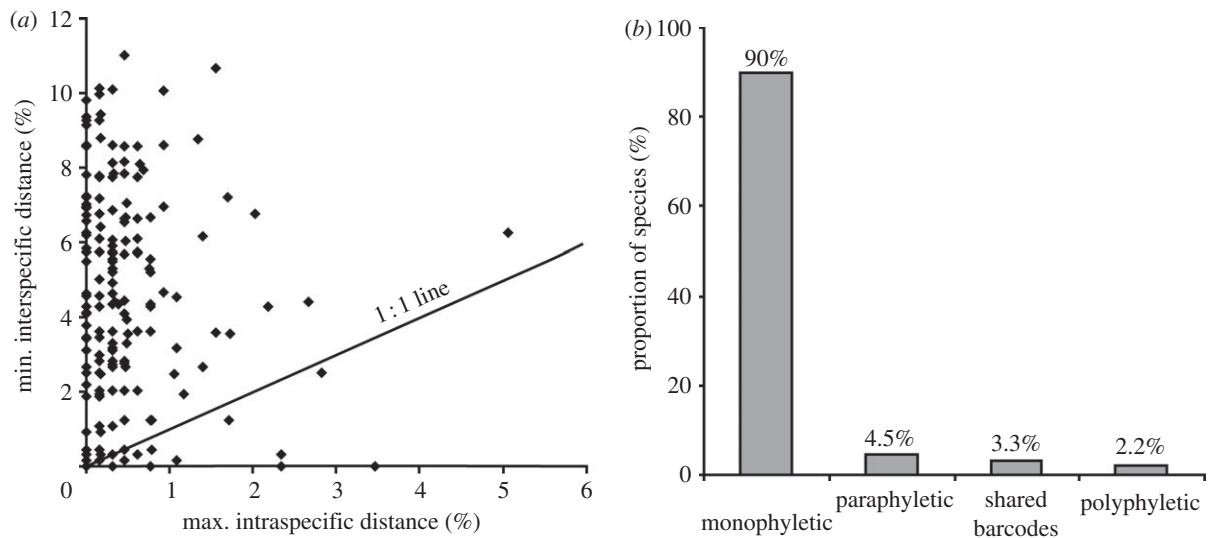 (a)
12
10
8
6
4
2
0
min. interspecific distance (%)
1 : 1 line
1
2
3
4
5
6
max. intraspecific distance (%)
(b)
100
80
60
40
20
0
proportion of species (%)
90%
4.5%
3.3%
2.2%
monophyletic
paraphyletic
shared
barcodes
polyphyletic